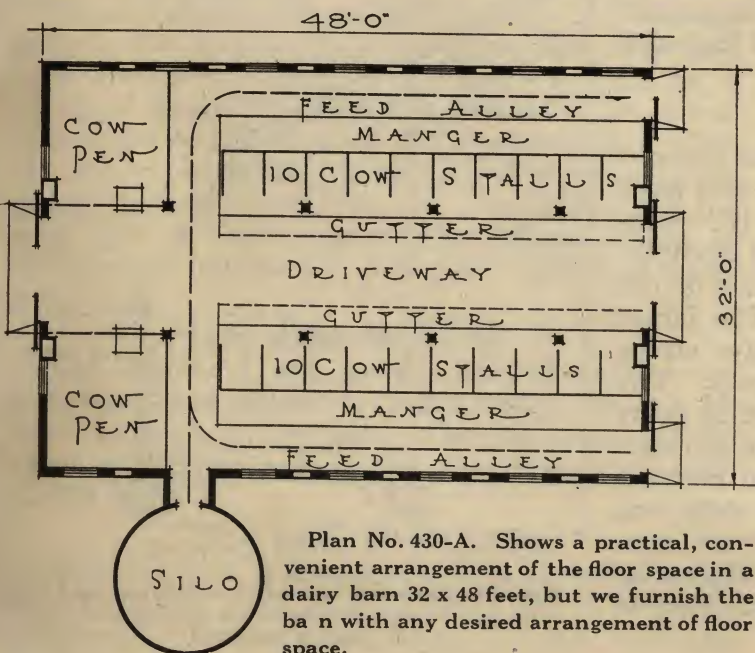 48'-0"
FEED ALLEY
MANGER
COW
PEN
10 COW STALLS
GUTTER
DRIVEWAY
32'-0"
GUTTER
10 COW STALLS
COW
PEN
MANGER
FEED ALLEY
SILO
Plan No. 430-A. Shows a practical, con-
venient arrangement of the floor space in a
dairy barn 32 x 48 feet, but we furnish the
ba n with any desired arrangement of floor
space.